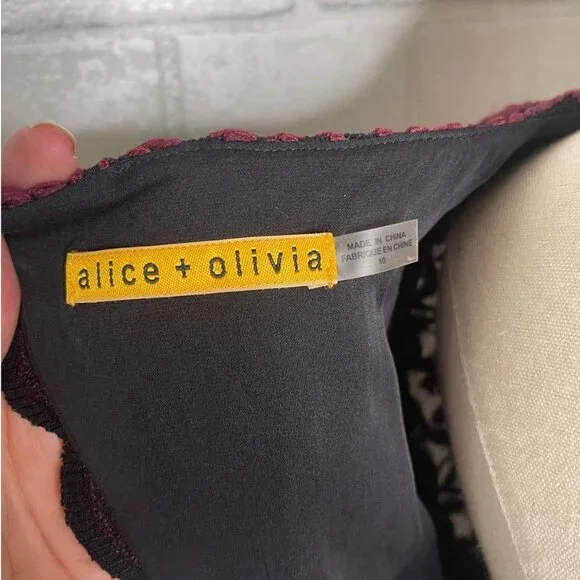 alice + olivia
MADE IN CHINA
FABRIQUE EN CHINE
10